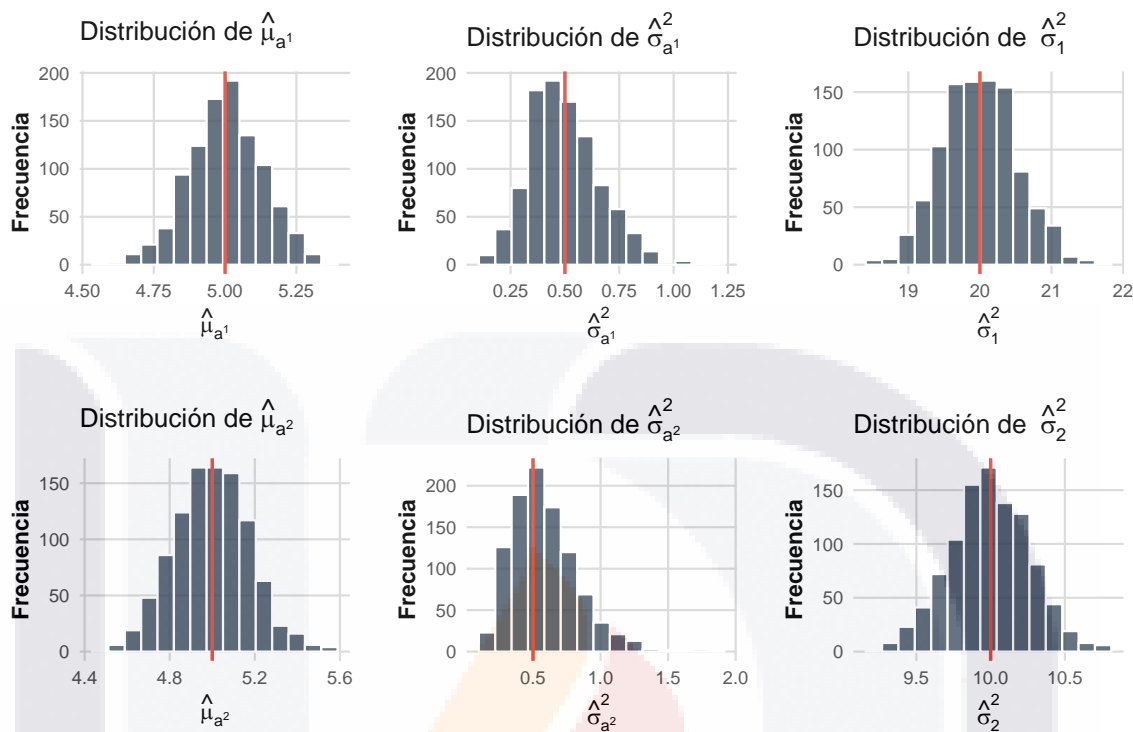 Distribución de μ̂ₐ¹
Distribución de σ̂²ₐ¹
Distribución de σ̂²₁
Frecuencia
200
150
100
50
0
4.50 4.75 5.00 5.25
μ̂ₐ¹
Frecuencia
200
150
100
50
0
0.25 0.50 0.75 1.00 1.25
σ̂²ₐ¹
Frecuencia
150
100
50
0
19 20 21 22
σ̂²₁
Distribución de μ̂ₐ²
Distribución de σ̂²ₐ²
Distribución de σ̂²₂
Frecuencia
150
100
50
0
4.4 4.8 5.2 5.6
μ̂ₐ²
Frecuencia
200
150
100
50
0
0.5 1.0 1.5 2.0
σ̂²ₐ²
Frecuencia
150
100
50
0
9.5 10.0 10.5
σ̂²₂